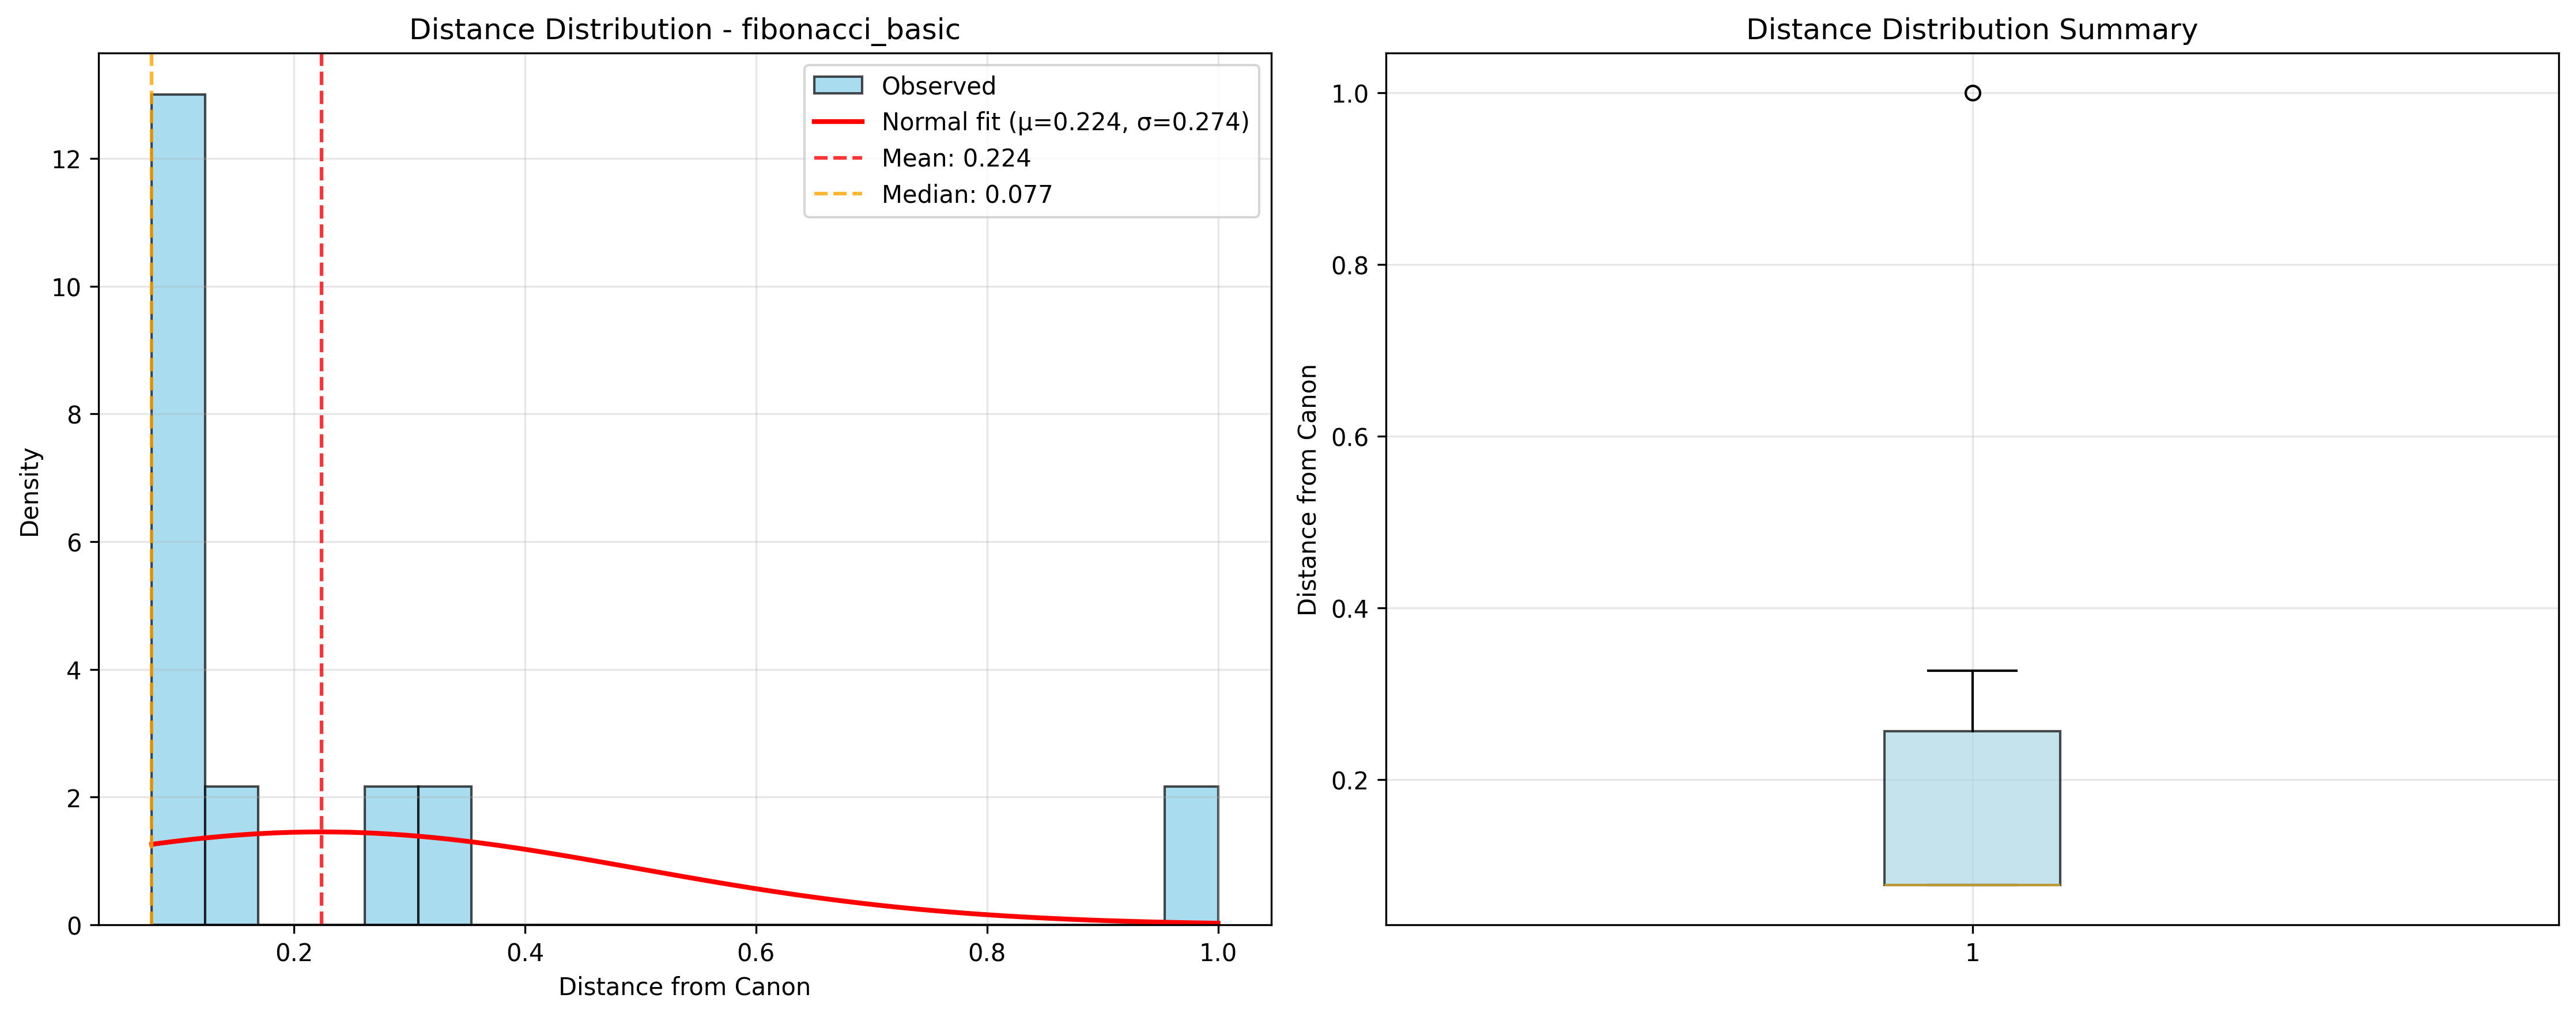 Distance Distribution - fibonacci_basic
Observed
Normal fit (μ=0.224, σ=0.274)
Mean: 0.224
Median: 0.077
Density
12
10
8
6
4
2
0
0.2 0.4 0.6 0.8 1.0
Distance from Canon
Distance Distribution Summary
Distance from Canon
1.0
0.8
0.6
0.4
0.2
1